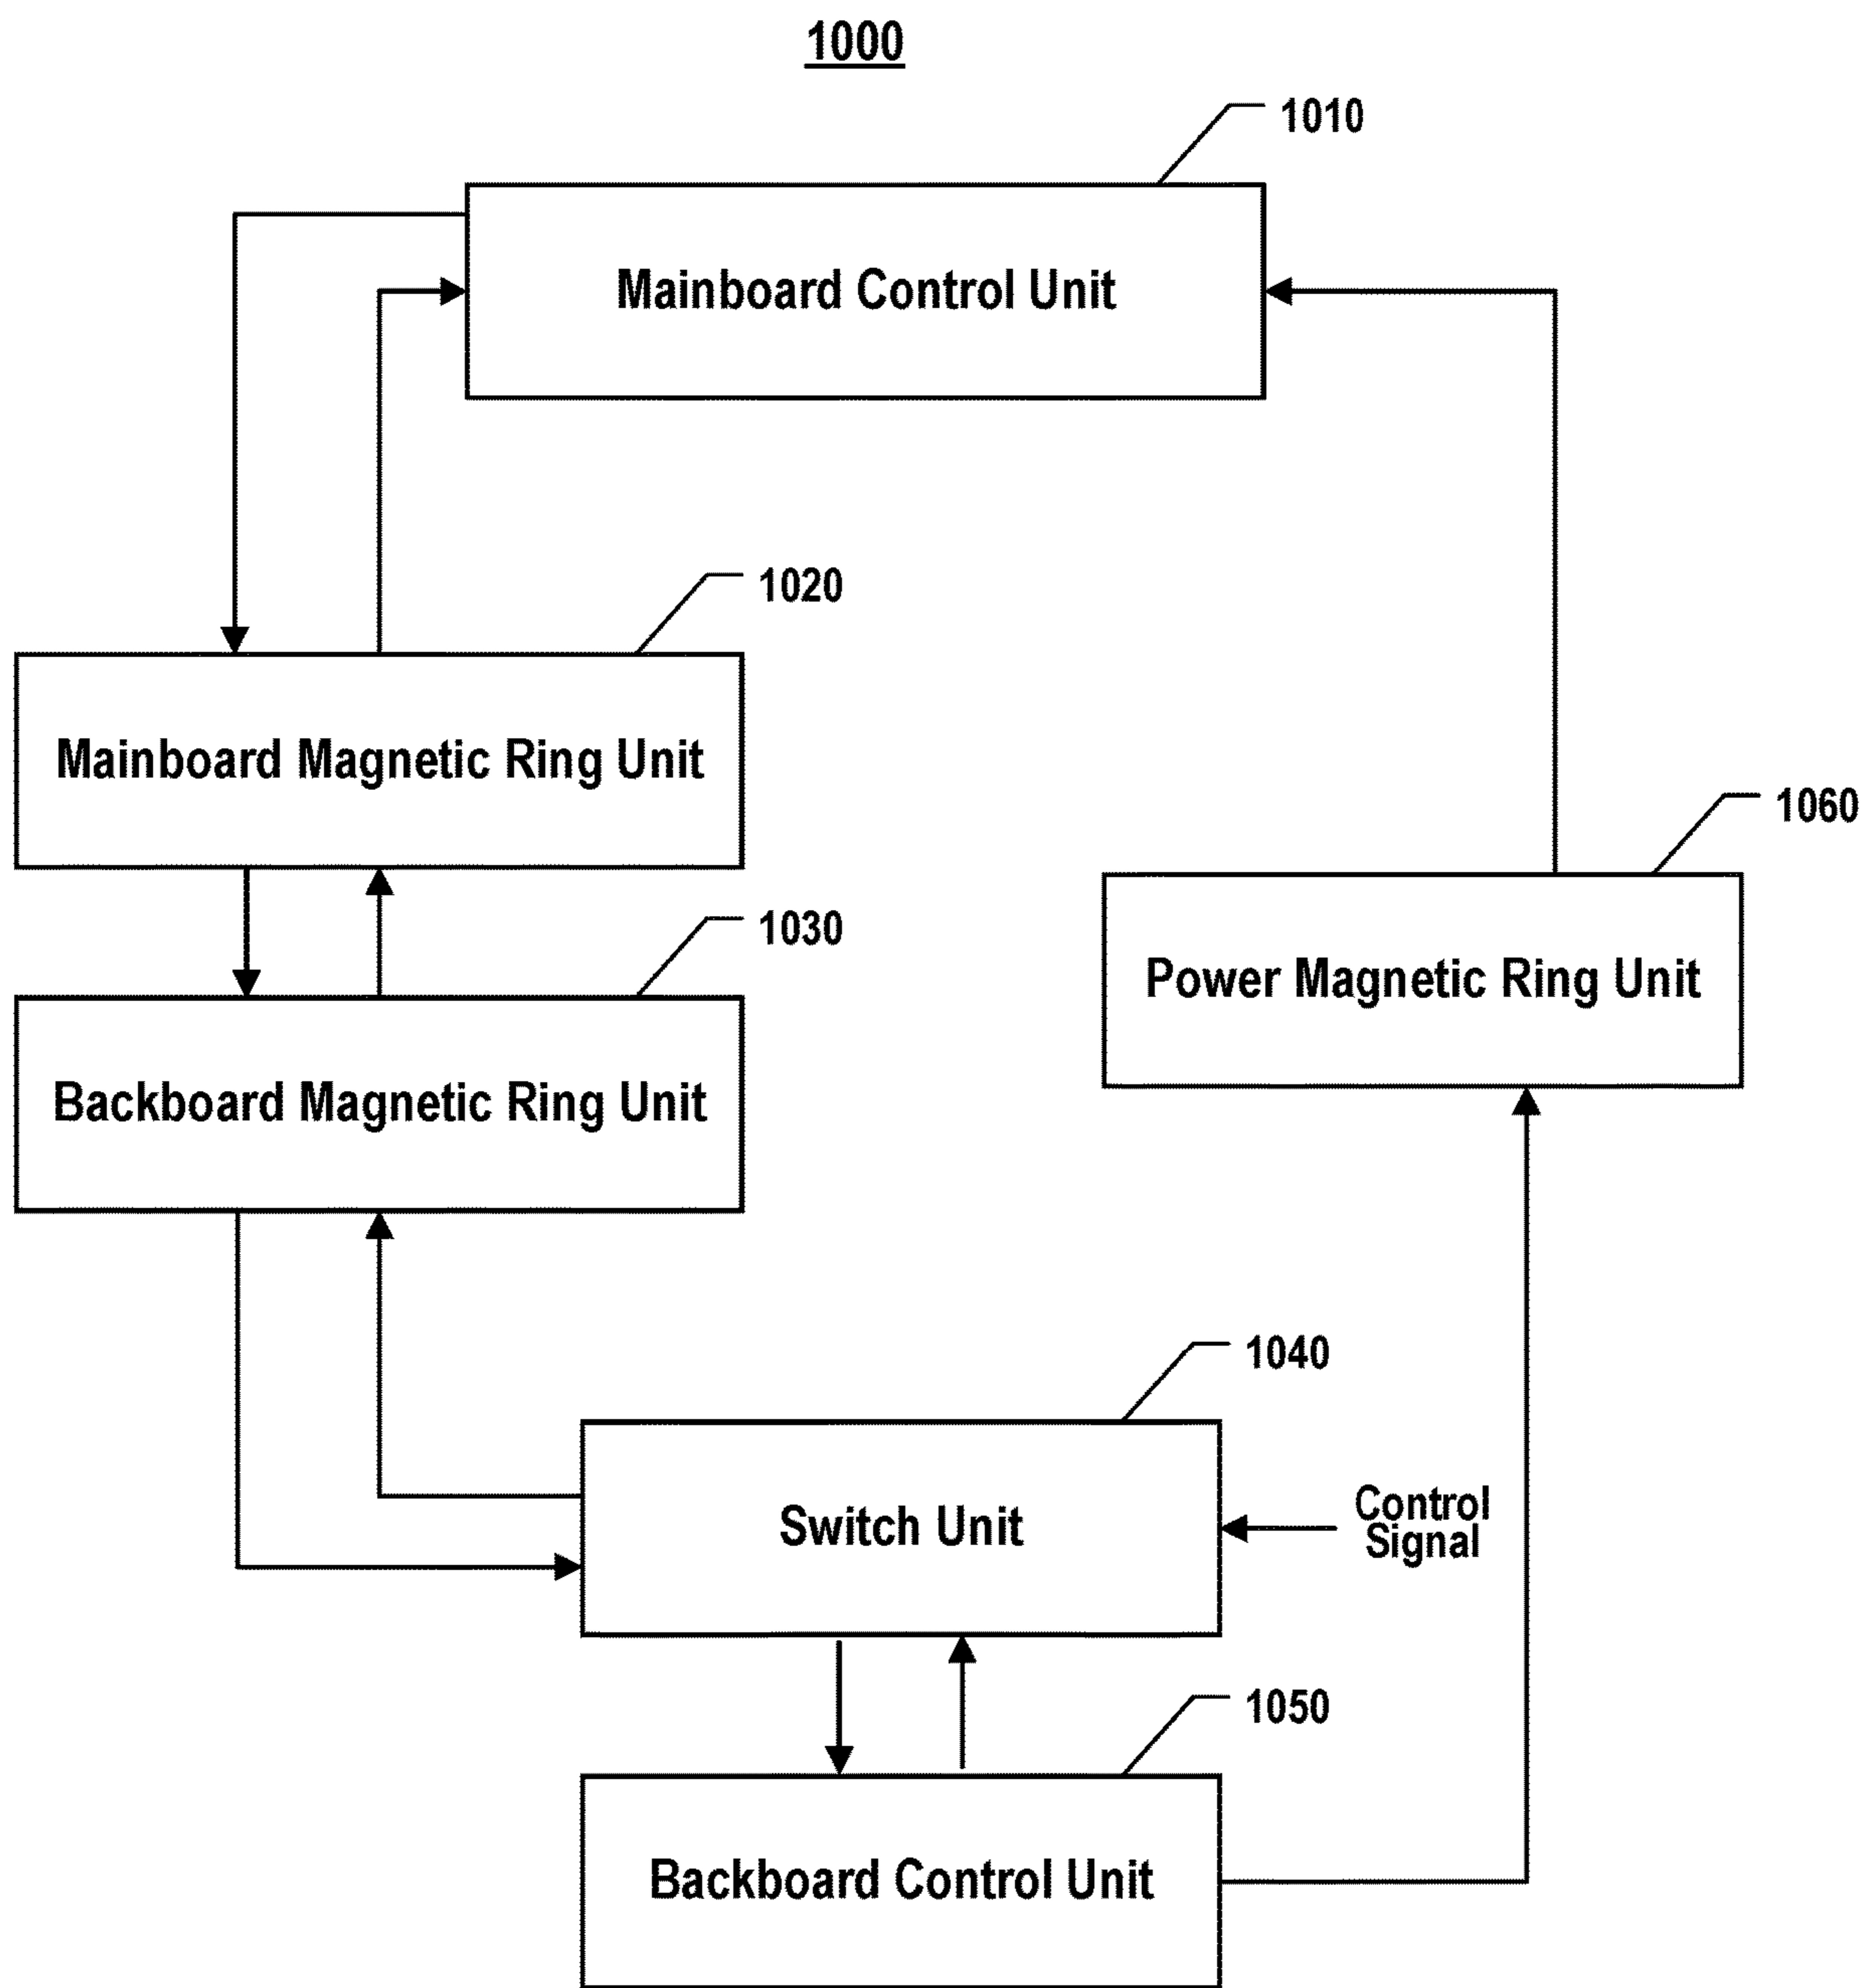 1000
1010
Mainboard Control Unit
1020
Mainboard Magnetic Ring Unit
1060
Power Magnetic Ring Unit
1030
Backboard Magnetic Ring Unit
1040
Switch Unit
Control
Signal
1050
Backboard Control Unit